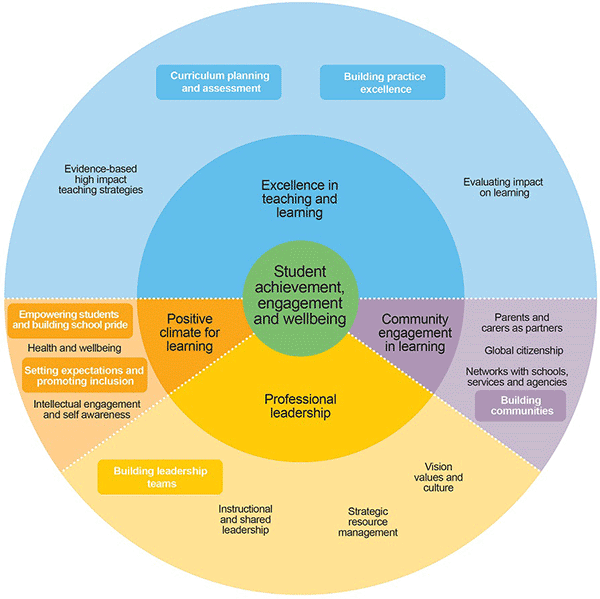 Curriculum planning
and assessment
Building practice
excellence
Evidence-based
high impact
teaching strategies
Excellence in
teaching and
learning
Evaluating impact
on learning
Student
achievement,
engagement
and wellbeing
Empowering students
and building school pride
Health and wellbeing
Setting expectations and
promoting inclusion
Intellectual engagement
and self awareness
Positive
climate for
learning
Community
engagement
in learning
Parents and
carers as partners
Global citizenship
Networks with schools,
services and agencies
Building
communities
Professional
leadership
Building leadership
teams
Instructional
and shared
leadership
Strategic
resource
management
Vision
values and
culture